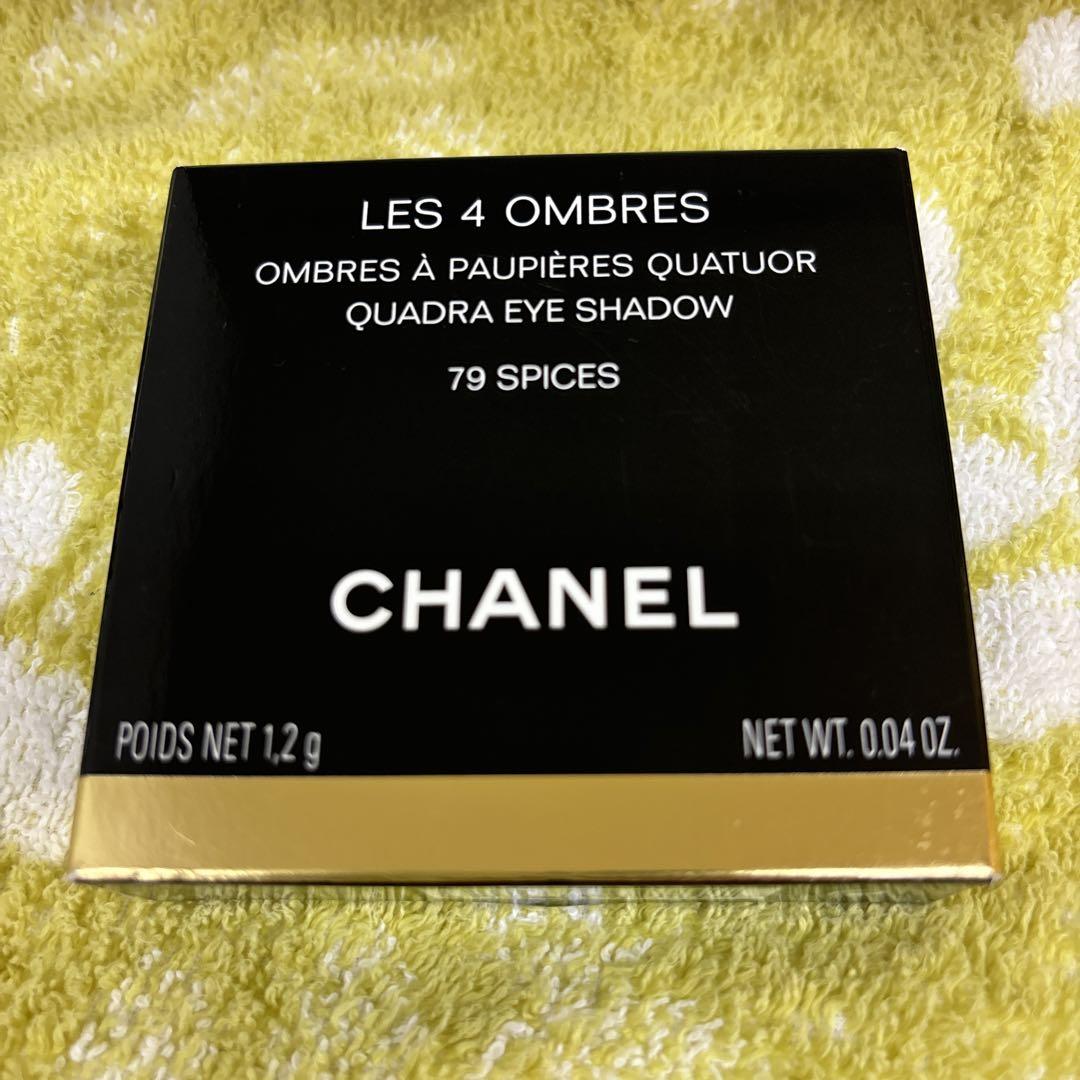 LES 4 OMBRES
OMBRES À PAUPIÈRES QUATUOR
QUADRA EYE SHADOW
79 SPICES
CHANEL
POIDS NET 1,2 g
NET WT. 0.04 OZ.